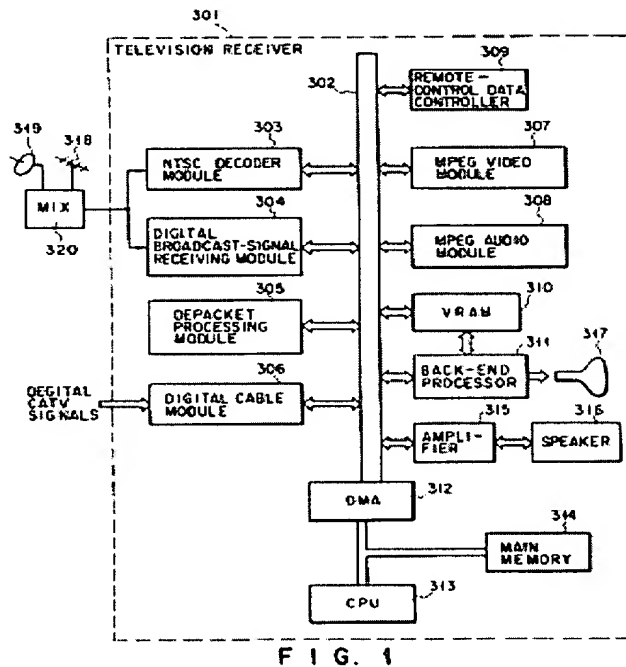 301
TELEVISION RECEIVER
302
309
REMOTE-
CONTROL DATA
CONTROLLER
319
318
MIX
320
303
NTSC DECODER
MODULE
307
MPEG VIDEO
MODULE
304
DIGITAL
BROADCAST-SIGNAL
RECEIVING MODULE
308
MPEG AUDIO
MODULE
305
DEPACKET
PROCESSING
MODULE
310
VRAM
311
BACK-END
PROCESSOR
317
306
DEGITAL CATV
SIGNALS
DIGITAL CABLE
MODULE
315
AMPLI-
FIER
316
SPEAKER
DMA
312
314
MAIN
MEMORY
CPU
313
FIG. 1